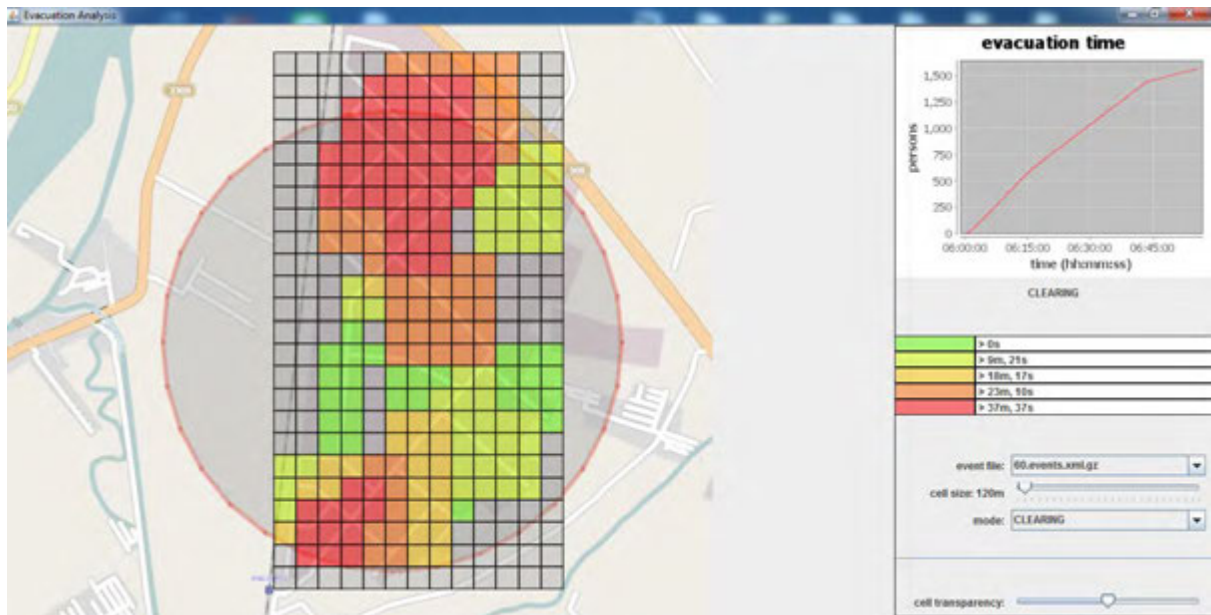 Evacuation Analysis
evacuation time
1,500
1,250
1,000
750
500
250
0
persons
06:00:00 06:15:00 06:30:00 06:45:00
time (hh:mm:ss)
CLEARING
> 0s
> 9m, 21s
> 18m, 17s
> 23m, 50s
> 37m, 37s
event file: 60.events.xml.gz
cell size: 120m
mode: CLEARING
cell transparency: